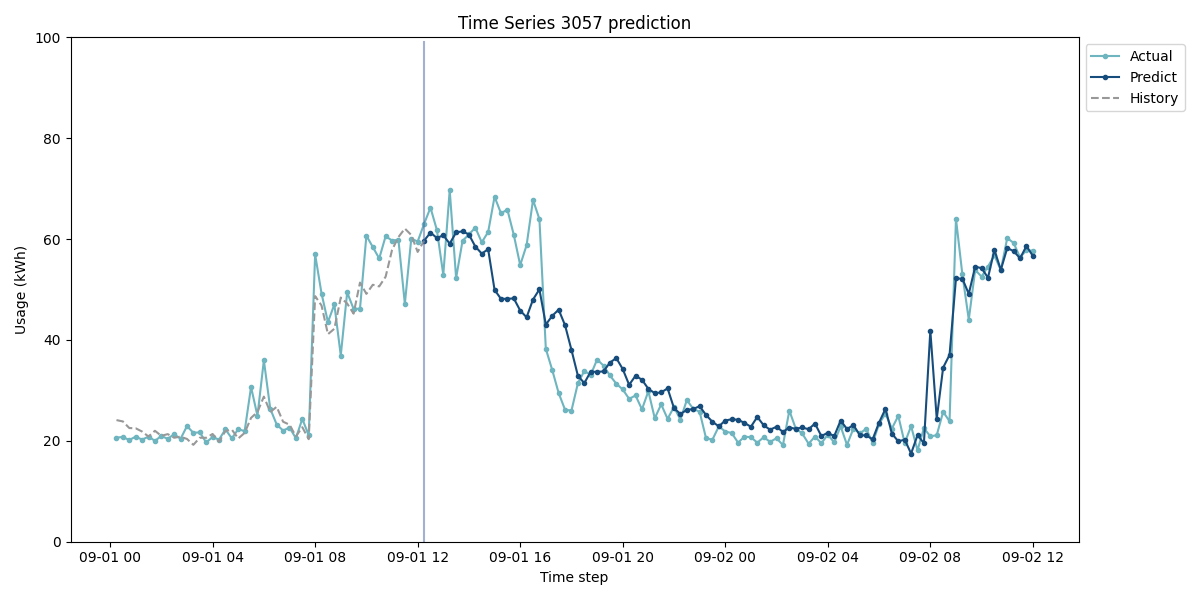 Time Series 3057 prediction
100
80
60
40
20
0
Usage (kWh)
09-01 00
09-01 04
09-01 08
09-01 12
09-01 16
09-01 20
09-02 00
09-02 04
09-02 08
09-02 12
Time step
Actual
Predict
History